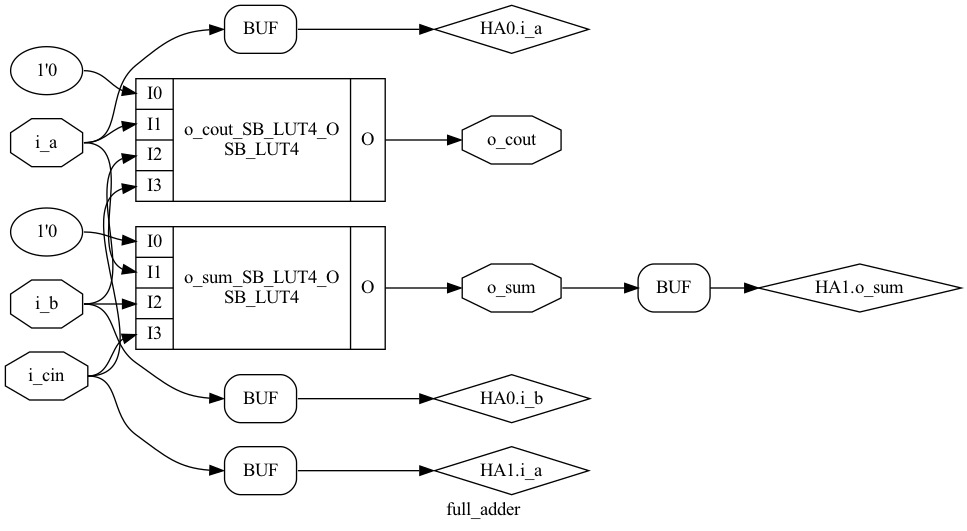 BUF
HA0.i_a
1'0
i_a
I0
I1
I2
I3
o_cout_SB_LUT4_O
SB_LUT4
O
o_cout
1'0
i_b
i_cin
I0
I1
I2
I3
o_sum_SB_LUT4_O
SB_LUT4
O
o_sum
BUF
HA1.o_sum
BUF
HA0.i_b
BUF
HA1.i_a
full_adder